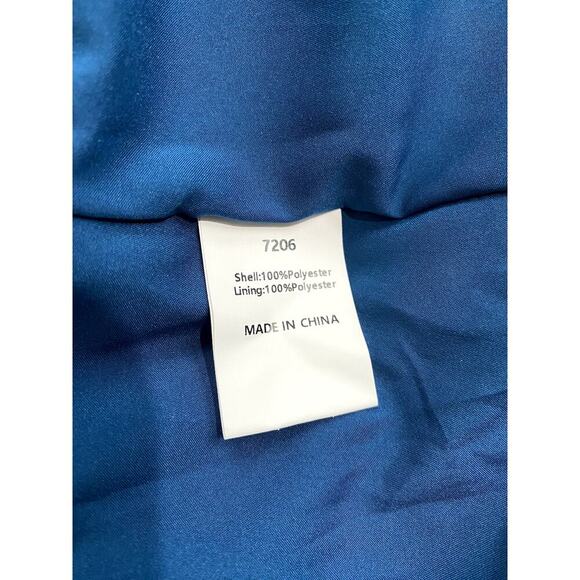 7206
Shell:100%Polyester
Lining:100%Polyester
MADE IN CHINA